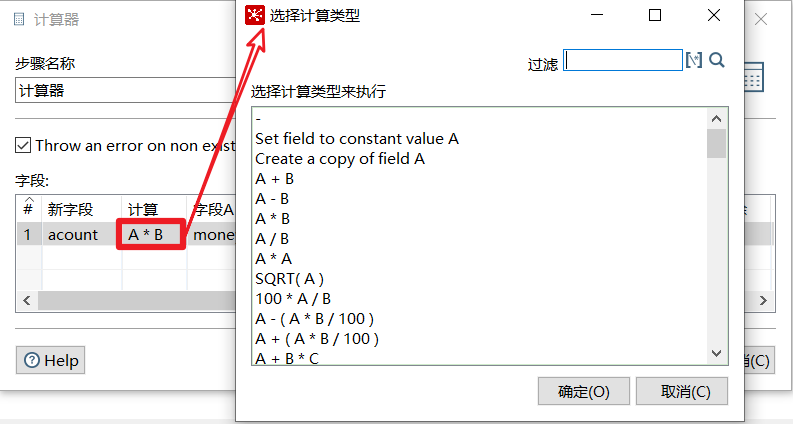 计算器
步骤名称
计算器
Throw an error on non exist
字段:
# 新字段 计算 字段A
1 acount A * B mone
Help
选择计算类型
过滤
选择计算类型来执行
-
Set field to constant value A
Create a copy of field A
A + B
A - B
A * B
A / B
A * A
SQRT( A )
100 * A / B
A - ( A * B / 100 )
A + ( A * B / 100 )
A + B * C
确定(O) 取消(C)
(C)